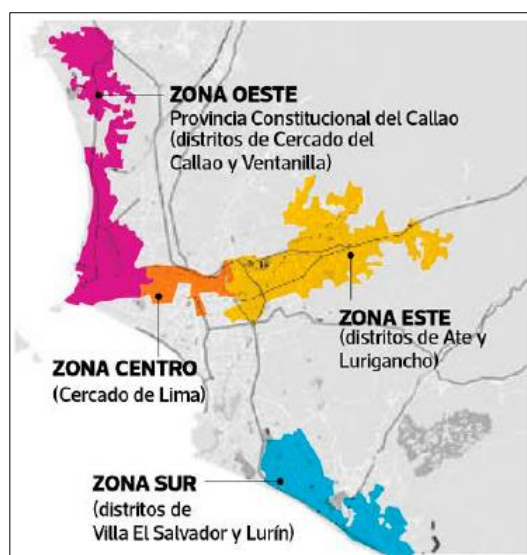 ZONA OESTE
Provincia Constitucional del Callao
(distritos de Cercado del
Callao y Ventanilla)
ZONA CENTRO
(Cercado de Lima)
ZONA ESTE
(distritos de Ate y
Lurigancho)
ZONA SUR
(distritos de
Villa El Salvador y Lurín)